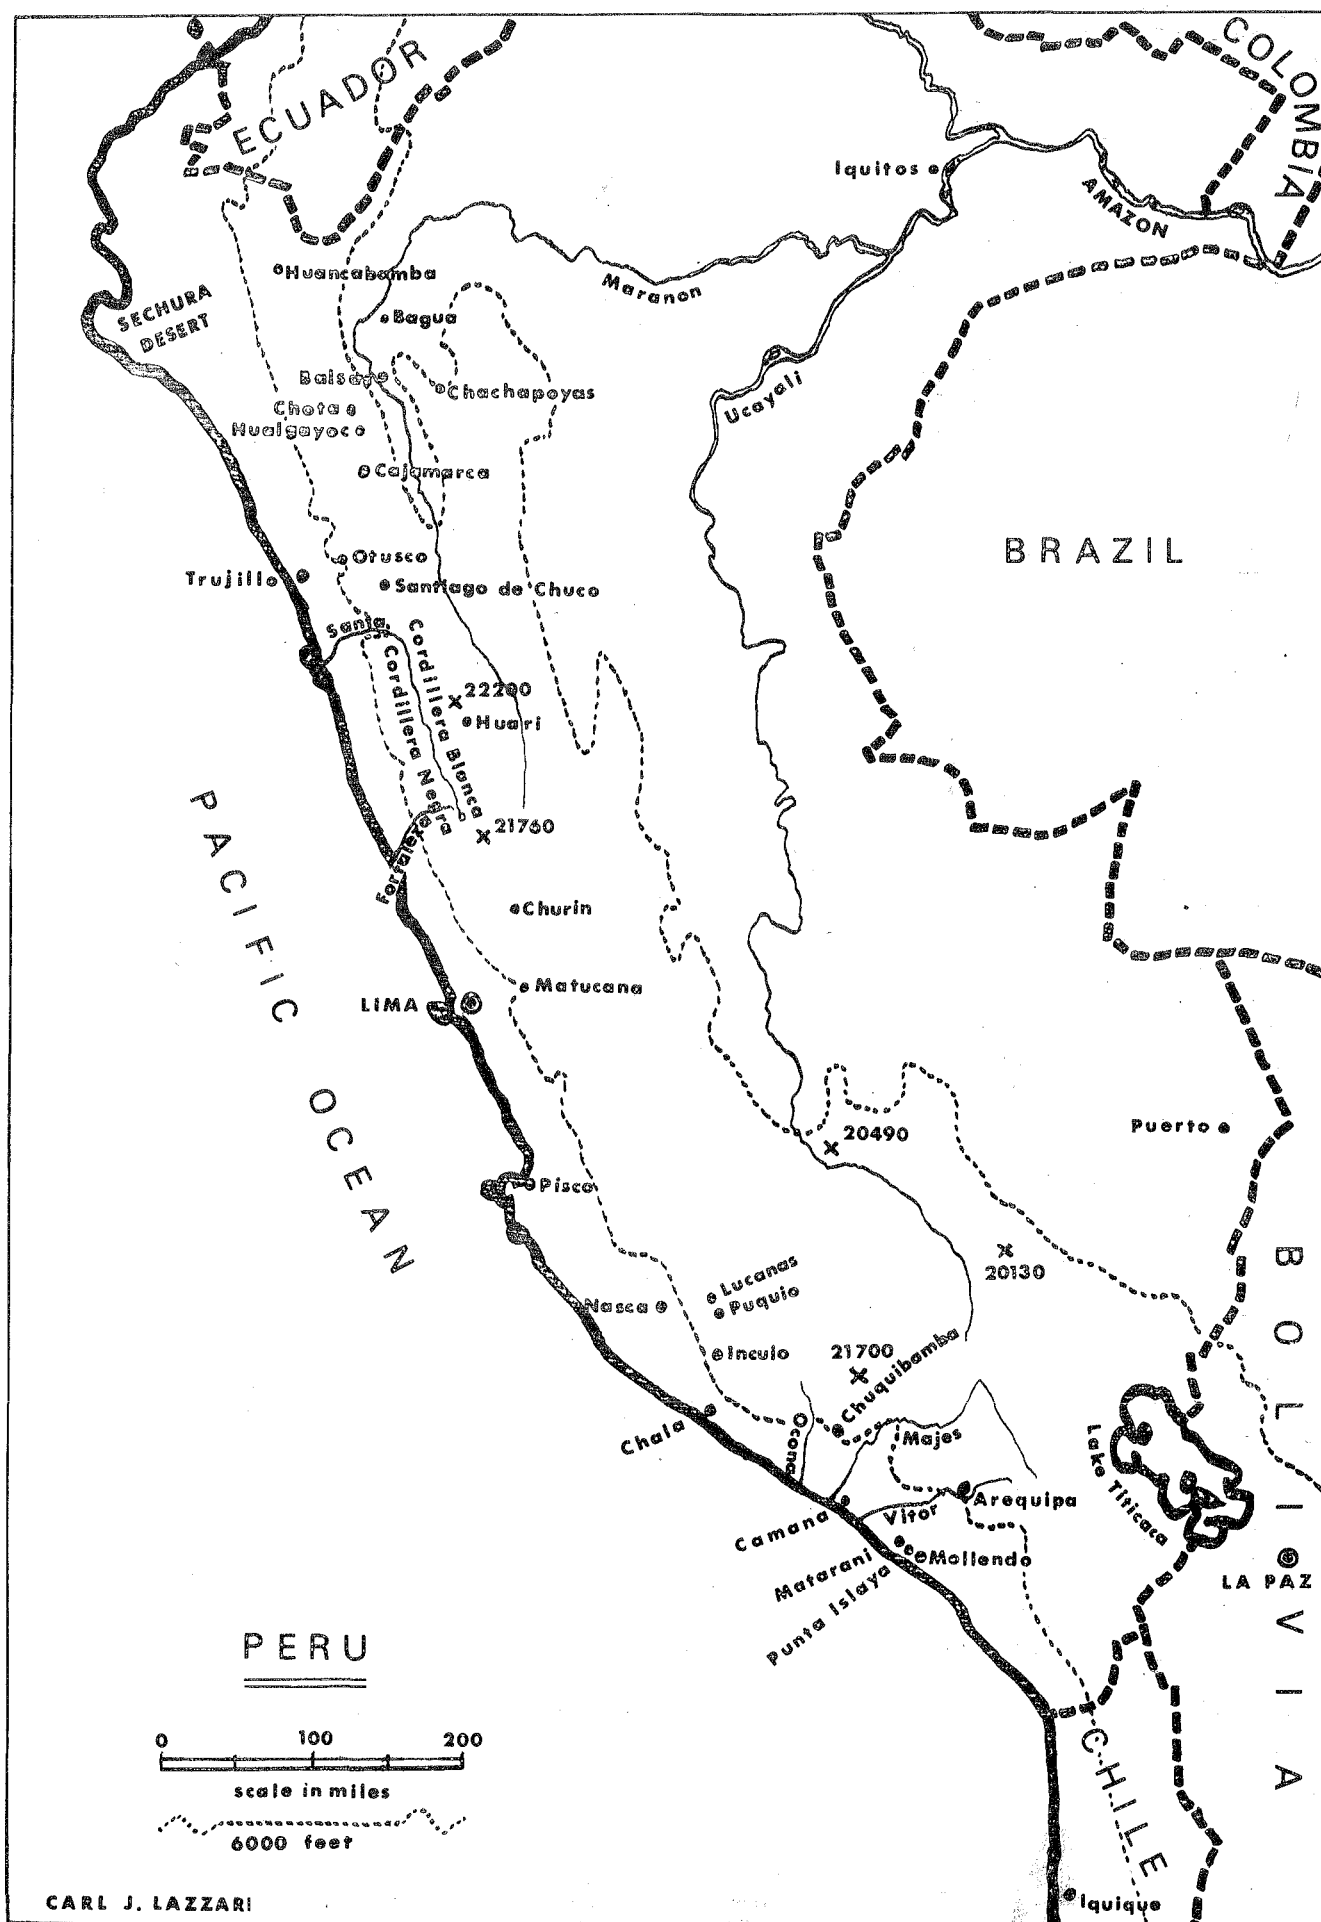 COLOMBIA
ECUADOR
Iquitos
AMAZON
Huancabamba
Maranon
SECHURA
DESERT
Bagua
Balsas
Chachapoyas
Ucayali
Chota
Hualgayoc
Cajamarca
BRAZIL
Otusco
Trujillo
Santiago de Chuco
Santa
Cordillera Blanca
Cordillera Negra
22200
Huari
21760
Fortaleza
PACIFIC OCEAN
Churin
Matucana
LIMA
20490
Puerto
Pisco
20130
BOLIVIA
Lucanas
Nasca
Puquio
Inculo
21700
Chuquibamba
Chala
Ocona
Majes
Lake Titicaca
Camana
Vitor
Arequipa
Matarani
Mollendo
Punta Islaya
LA PAZ
PERU
0 100 200
scale in miles
6000 feet
CHILE
CARL J. LAZZARI
Iquique